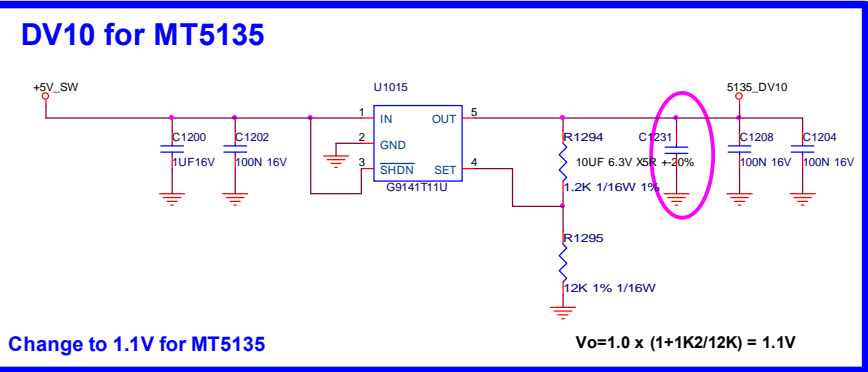 DV10 for MT5135
+5V_SW
U1015
5135_DV10
1 IN OUT 5
2 GND
3 SHDN SET 4
G9141T11U
C1200
1UF16V
C1202
100N 16V
R1294
1.2K 1/16W 1%
C1231
10UF 6.3V X5R +-20%
C1208
100N 16V
C1204
100N 16V
R1295
12K 1% 1/16W
Change to 1.1V for MT5135
Vo=1.0 x (1+1K2/12K) = 1.1V